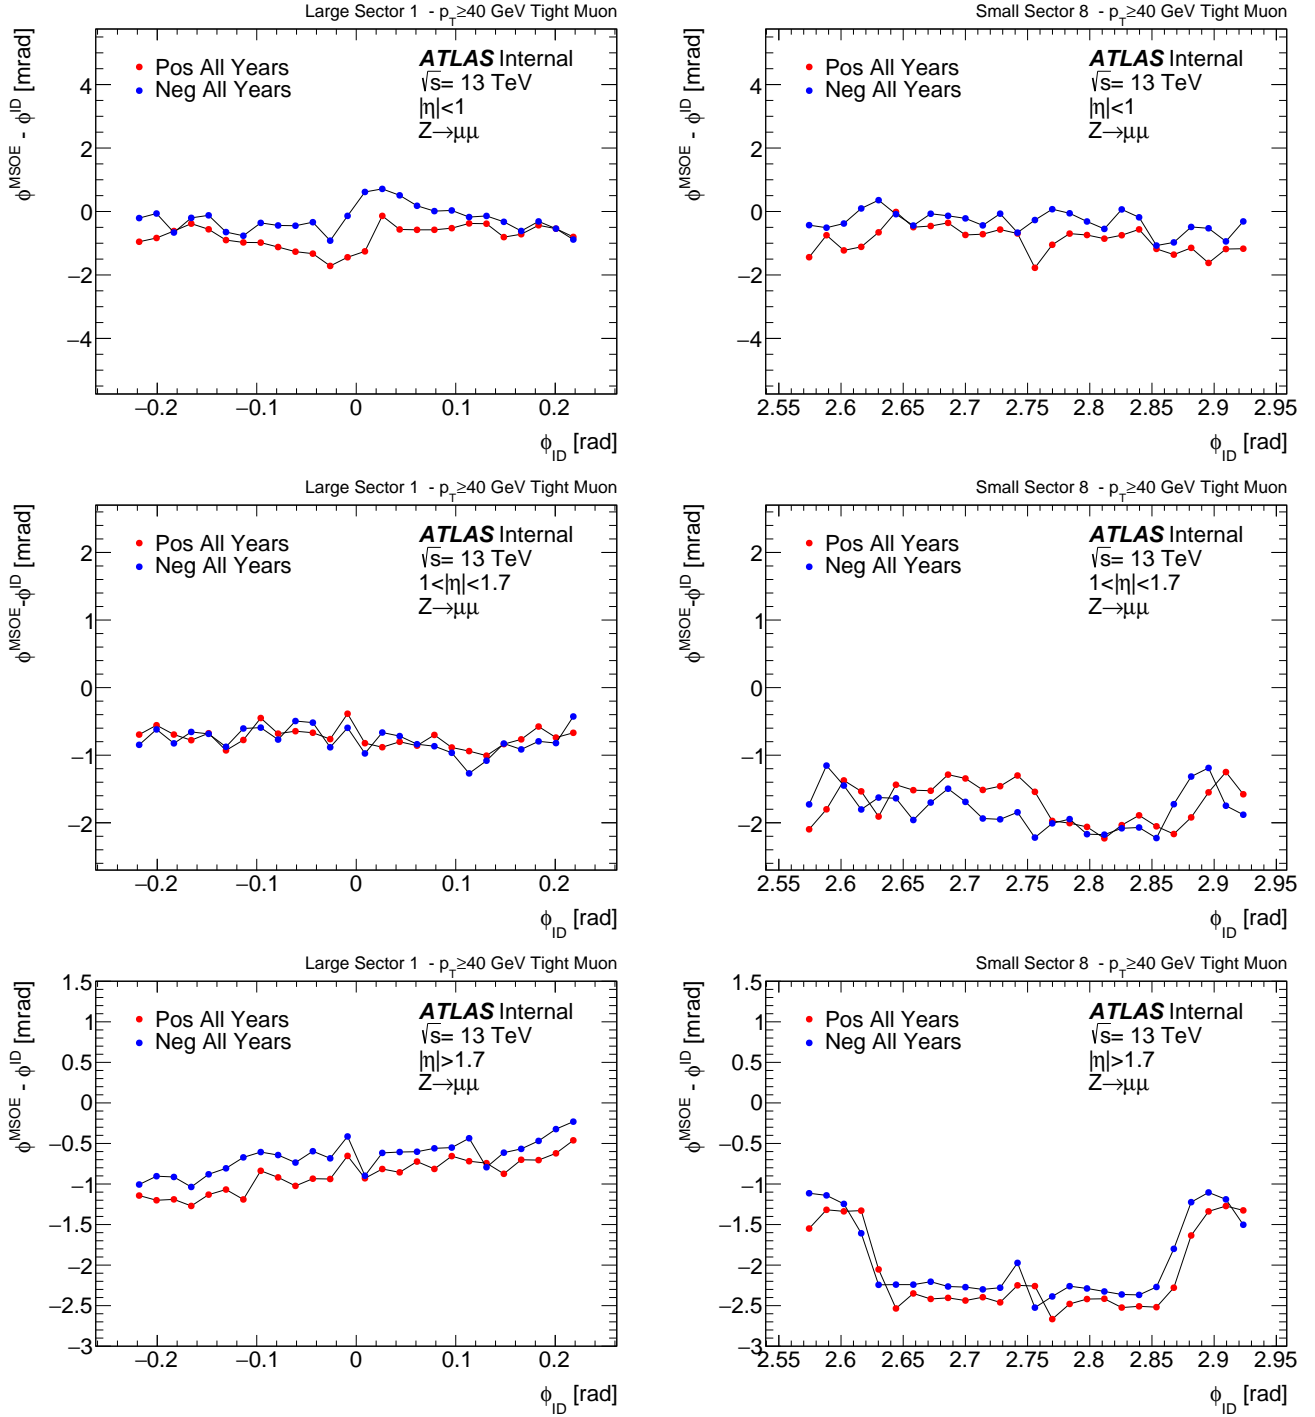 Large Sector 1 - p_T≥40 GeV Tight Muon
φ^MSOE - φ^ID [mrad]
Pos All Years
Neg All Years
ATLAS Internal
√s= 13 TeV
|η|<1
Z→μμ
4
2
0
−2
−4
−0.2 −0.1 0 0.1 0.2
φ_ID [rad]
Small Sector 8 - p_T≥40 GeV Tight Muon
φ^MSOE - φ^ID [mrad]
Pos All Years
Neg All Years
ATLAS Internal
√s= 13 TeV
|η|<1
Z→μμ
4
2
0
−2
−4
2.55 2.6 2.65 2.7 2.75 2.8 2.85 2.9 2.95
φ_ID [rad]
Large Sector 1 - p_T≥40 GeV Tight Muon
φ^MSOE-φ^ID [mrad]
Pos All Years
Neg All Years
ATLAS Internal
√s= 13 TeV
1<|η|<1.7
Z→μμ
2
1
0
−1
−2
−0.2 −0.1 0 0.1 0.2
φ_ID [rad]
Small Sector 8 - p_T≥40 GeV Tight Muon
φ^MSOE-φ^ID [mrad]
Pos All Years
Neg All Years
ATLAS Internal
√s= 13 TeV
1<|η|<1.7
Z→μμ
2
1
0
−1
−2
2.55 2.6 2.65 2.7 2.75 2.8 2.85 2.9 2.95
φ_ID [rad]
Large Sector 1 - p_T≥40 GeV Tight Muon
φ^MSOE - φ^ID [mrad]
Pos All Years
Neg All Years
ATLAS Internal
√s= 13 TeV
|η|>1.7
Z→μμ
1.5
1
0.5
0
−0.5
−1
−1.5
−2
−2.5
−3
−0.2 −0.1 0 0.1 0.2
φ_ID [rad]
Small Sector 8 - p_T≥40 GeV Tight Muon
φ^MSOE - φ^ID [mrad]
Pos All Years
Neg All Years
ATLAS Internal
√s= 13 TeV
|η|>1.7
Z→μμ
1.5
1
0.5
0
−0.5
−1
−1.5
−2
−2.5
−3
2.55 2.6 2.65 2.7 2.75 2.8 2.85 2.9 2.95
φ_ID [rad]